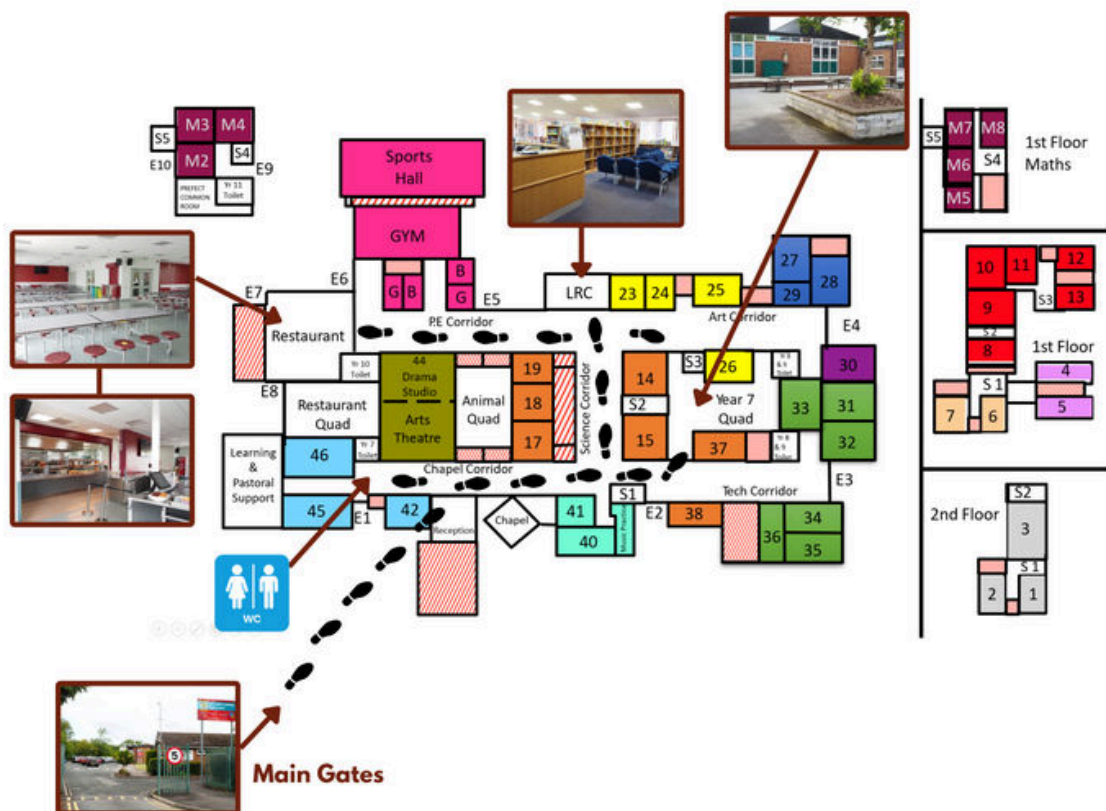 M3 M4
S5
S4
E10
M2
E9
PREFECT
COMMON
ROOM
Yr 11
Toilet
Sports
Hall
GYM
G B
B
G
E5
E6
E7
Restaurant
E8
P.E Corridor
LRC
23 24
25
27
28
29
Art Corridor
E4
Yr 10
Toilet
44
Drama
Studio
Arts
Theatre
Animal
Quad
19
18
17
Science Corridor
14
S2
15
S3
26
Year 7
Quad
37
33
30
31
32
Restaurant
Quad
46
Yr 7
Toilet
Learning
&
Pastoral
Support
45
E1
42
Chapel Corridor
Reception
Chapel
41
40
Music Practice
S1
E2
38
Tech Corridor
E3
36
34
35
WC
5
Main Gates
M7 M8
S5
M6
S4
M5
1st Floor
Maths
10
11
12
9
S3
13
S2
8
1st Floor
4
S 1
7
6
5
2nd Floor
S2
3
S 1
2
1